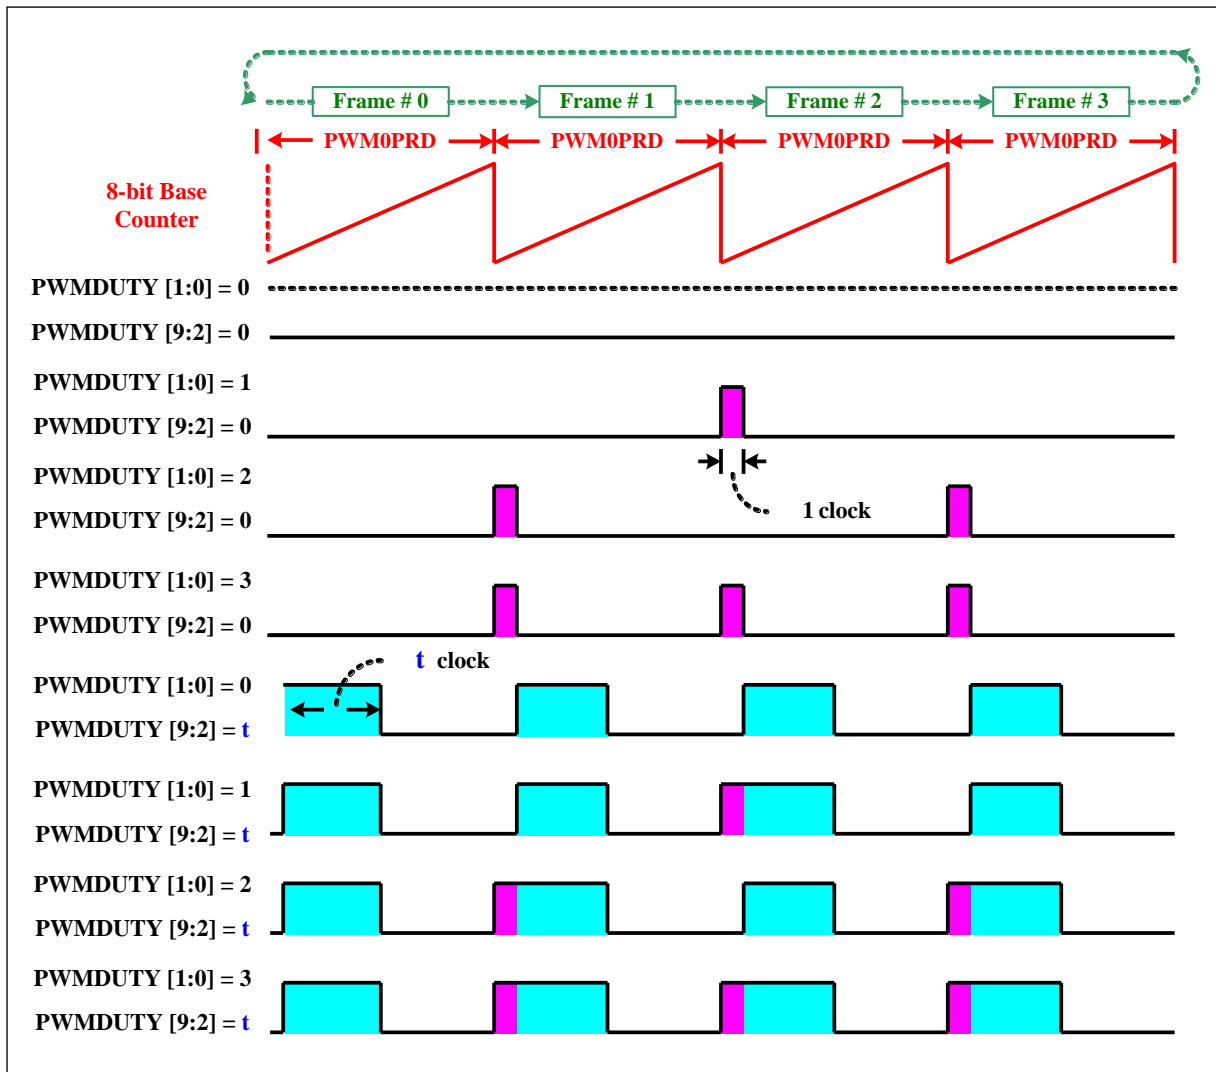 Frame # 0 Frame # 1 Frame # 2 Frame # 3
PWM0PRD PWM0PRD PWM0PRD PWM0PRD
8-bit Base
Counter
PWMDUTY [1:0] = 0
PWMDUTY [9:2] = 0
PWMDUTY [1:0] = 1
PWMDUTY [9:2] = 0
PWMDUTY [1:0] = 2
1 clock
PWMDUTY [9:2] = 0
PWMDUTY [1:0] = 3
PWMDUTY [9:2] = 0
t clock
PWMDUTY [1:0] = 0
PWMDUTY [9:2] = t
PWMDUTY [1:0] = 1
PWMDUTY [9:2] = t
PWMDUTY [1:0] = 2
PWMDUTY [9:2] = t
PWMDUTY [1:0] = 3
PWMDUTY [9:2] = t